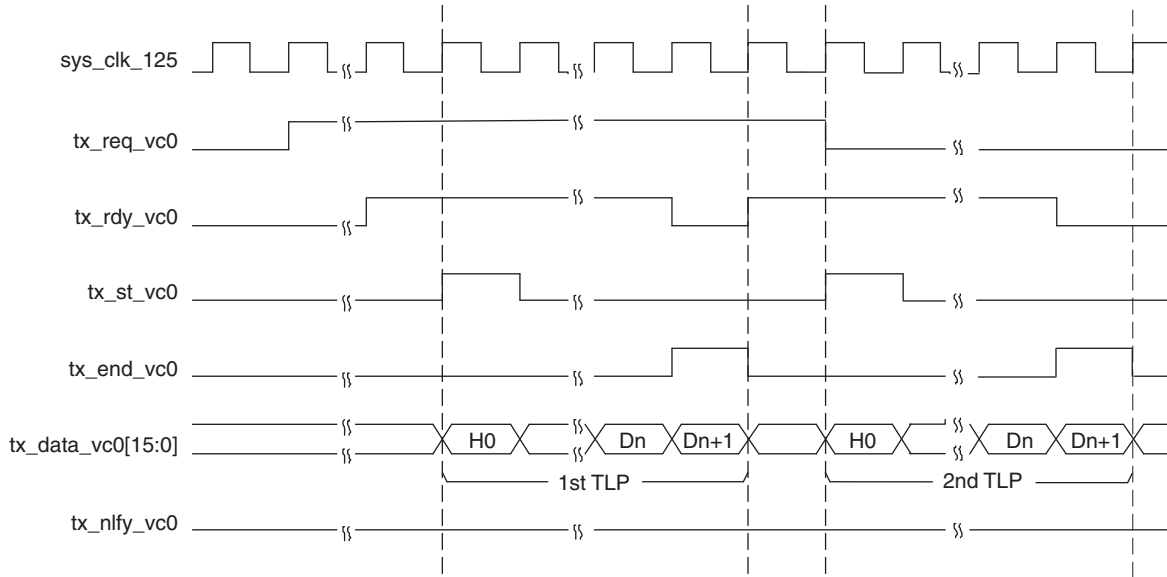 sys_clk_125
tx_req_vc0
tx_rdy_vc0
tx_st_vc0
tx_end_vc0
tx_data_vc0[15:0]
H0
Dn
Dn+1
H0
Dn
Dn+1
1st TLP
2nd TLP
tx_nlfy_vc0